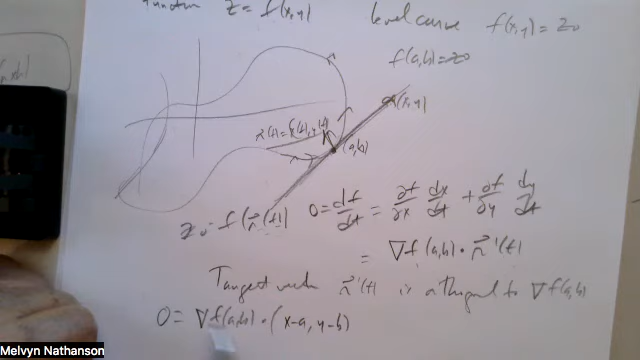 function z = f(x,y)
level curve f(x,y) = z0
f(a,b) = z0
(x,y)
r⃗(t) = (x(t), y(t))
(a,b)
z0 = f(r⃗(t)) 0 = df/dt = ∂f/∂x dx/dt + ∂f/∂y dy/dt
= ∇f(a,b) · r⃗'(t)
Tangent vector r⃗'(t) is orthogonal to ∇f(a,b)
0 = ∇f(a,b) · (x-a, y-b)
Melvyn Nathanson